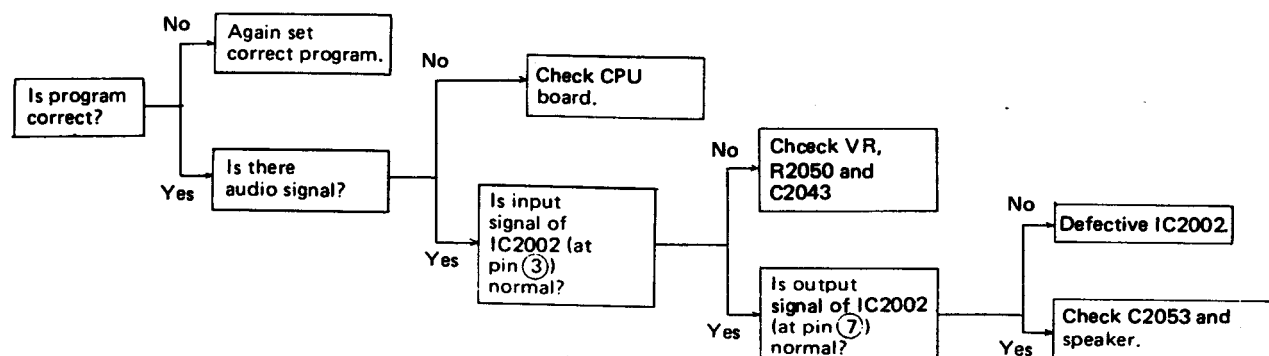 No
Again set
correct program.
Is program
correct?
Yes
Is there
audio signal?
No
Check CPU
board.
Yes
Is input
signal of
IC2002 (at
pin ③)
normal?
No
Chceck VR,
R2050 and
C2043
Yes
Is output
signal of IC2002
(at pin ⑦)
normal?
No
Defective IC2002.
Yes
Check C2053 and
speaker.